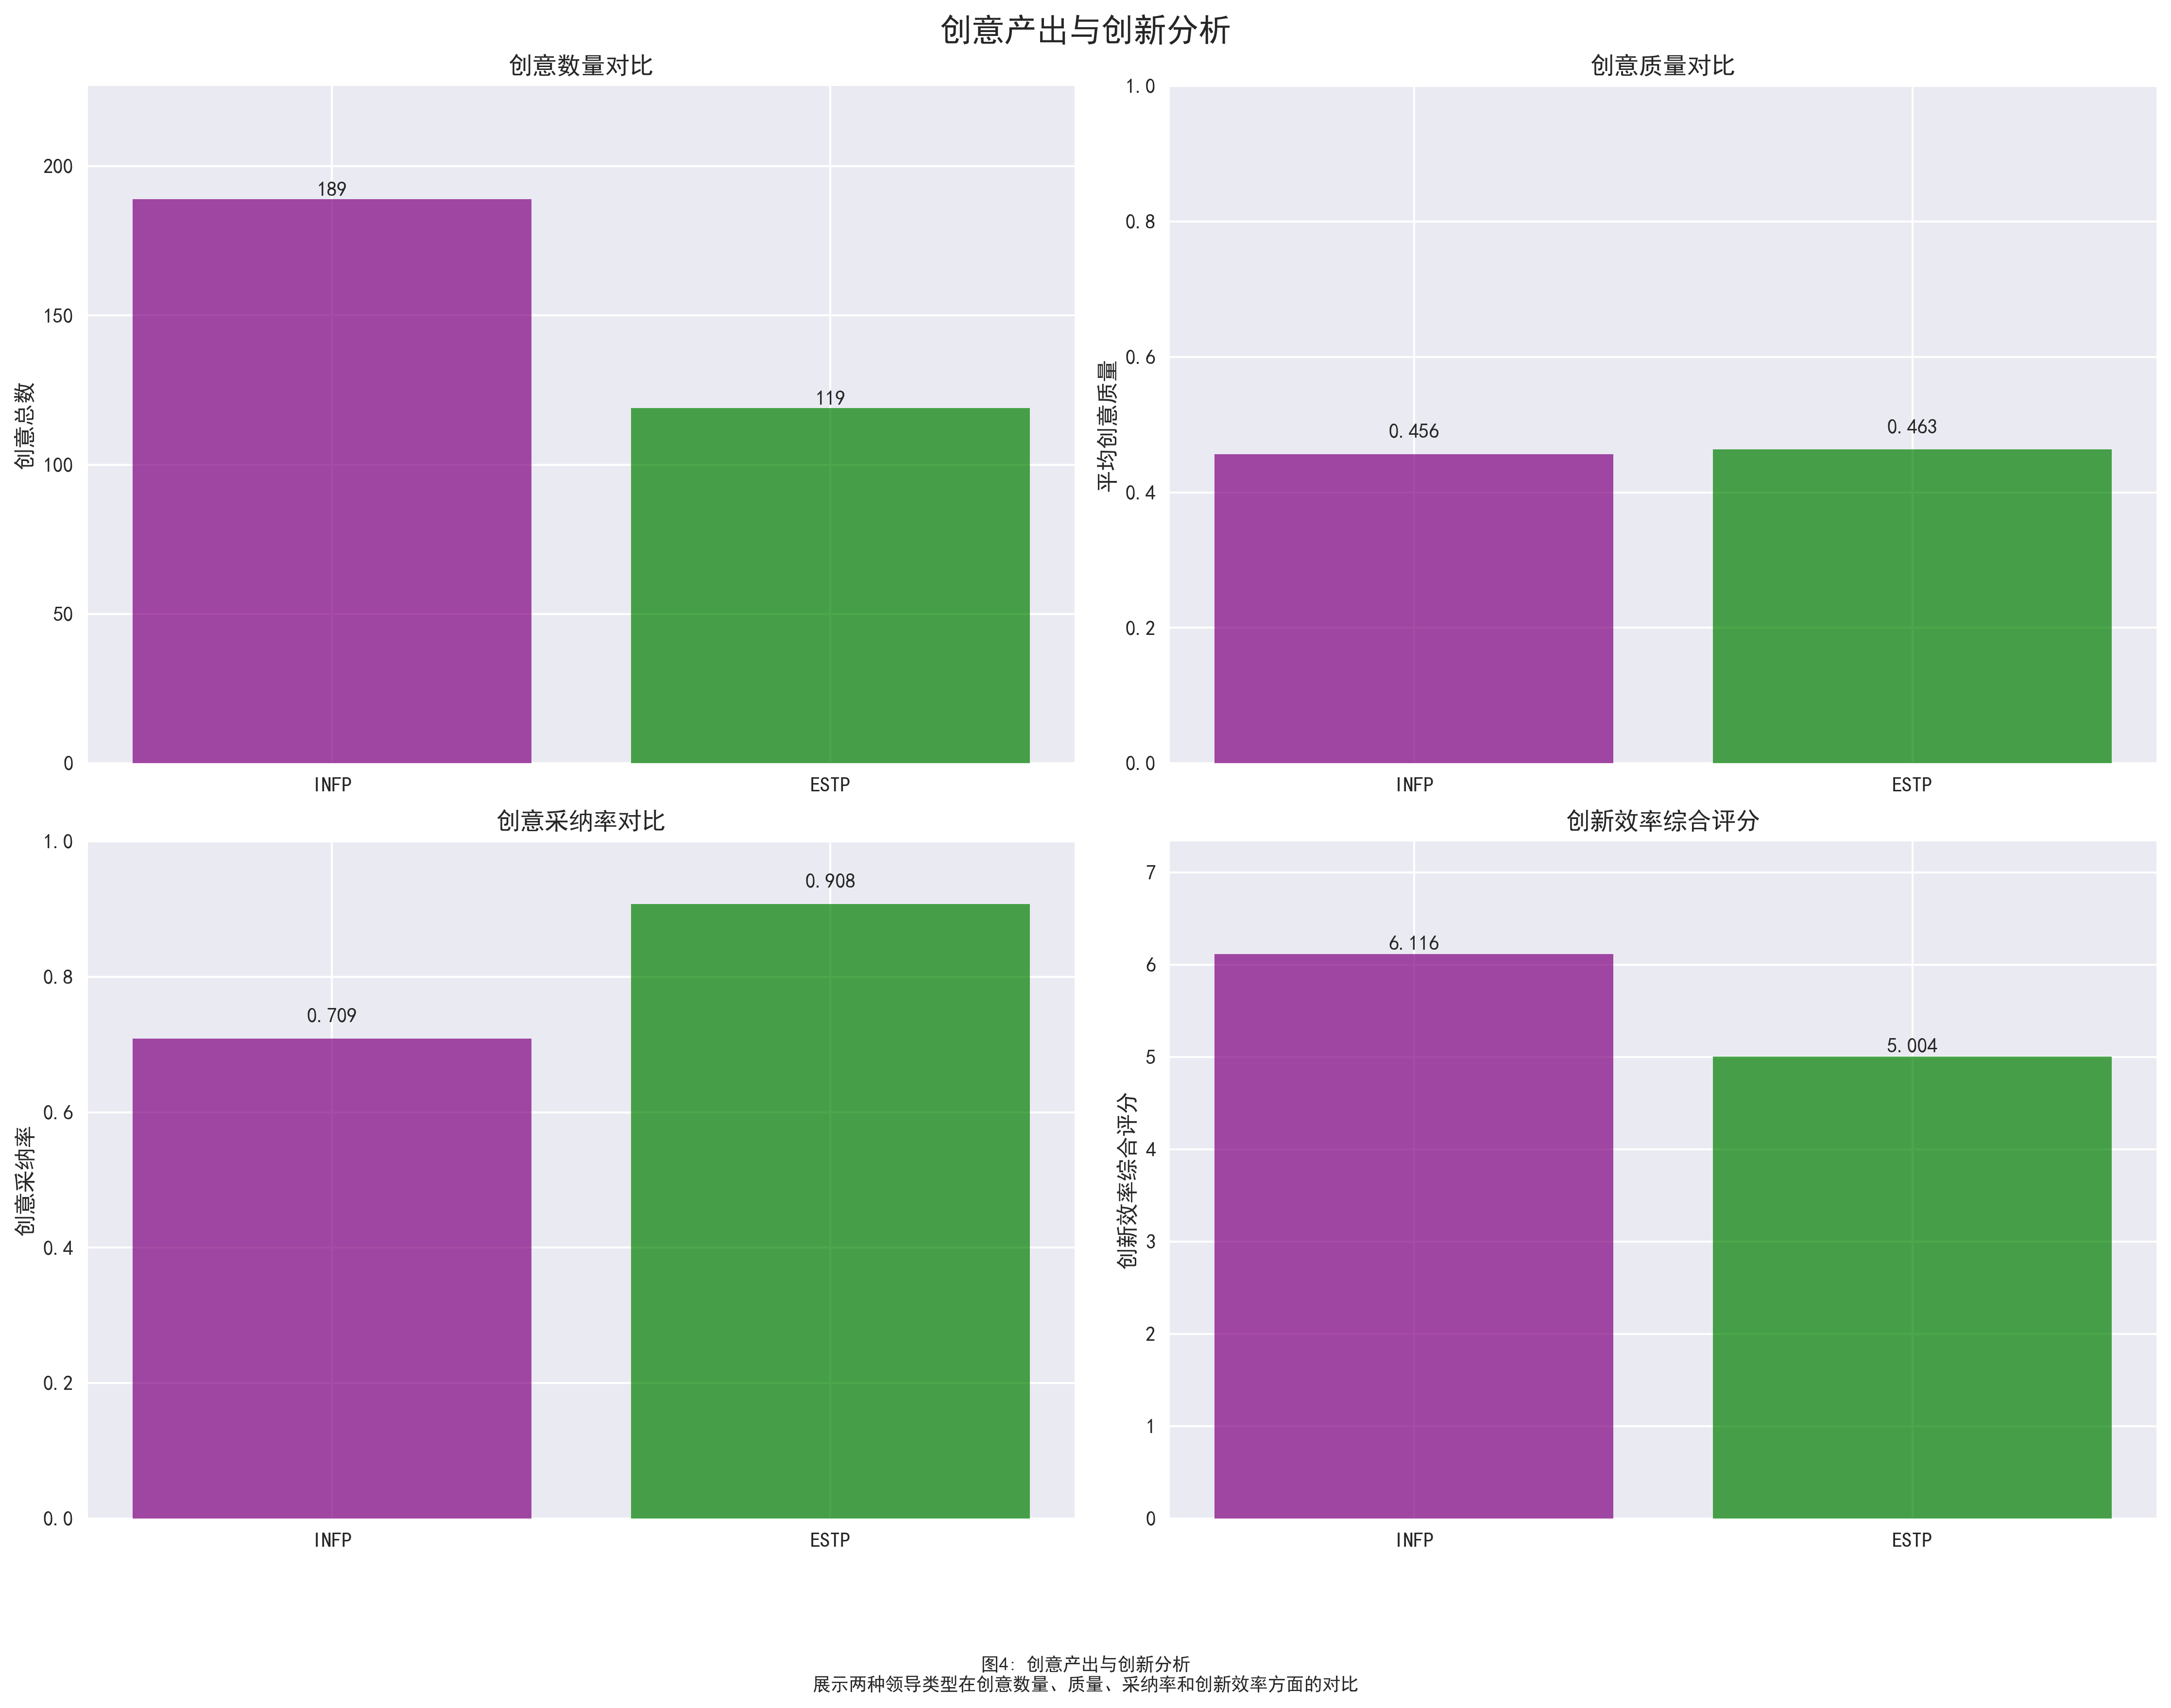 创意产出与创新分析
创意数量对比
创意总数
200
150
100
50
0
189
119
INFP
ESTP
创意质量对比
平均创意质量
1.0
0.8
0.6
0.4
0.2
0.0
0.456
0.463
INFP
ESTP
创意采纳率对比
创意采纳率
1.0
0.8
0.6
0.4
0.2
0.0
0.709
0.908
INFP
ESTP
创新效率综合评分
创新效率综合评分
7
6
5
4
3
2
1
0
6.116
5.004
INFP
ESTP
图4: 创意产出与创新分析
展示两种领导类型在创意数量、质量、采纳率和创新效率方面的对比